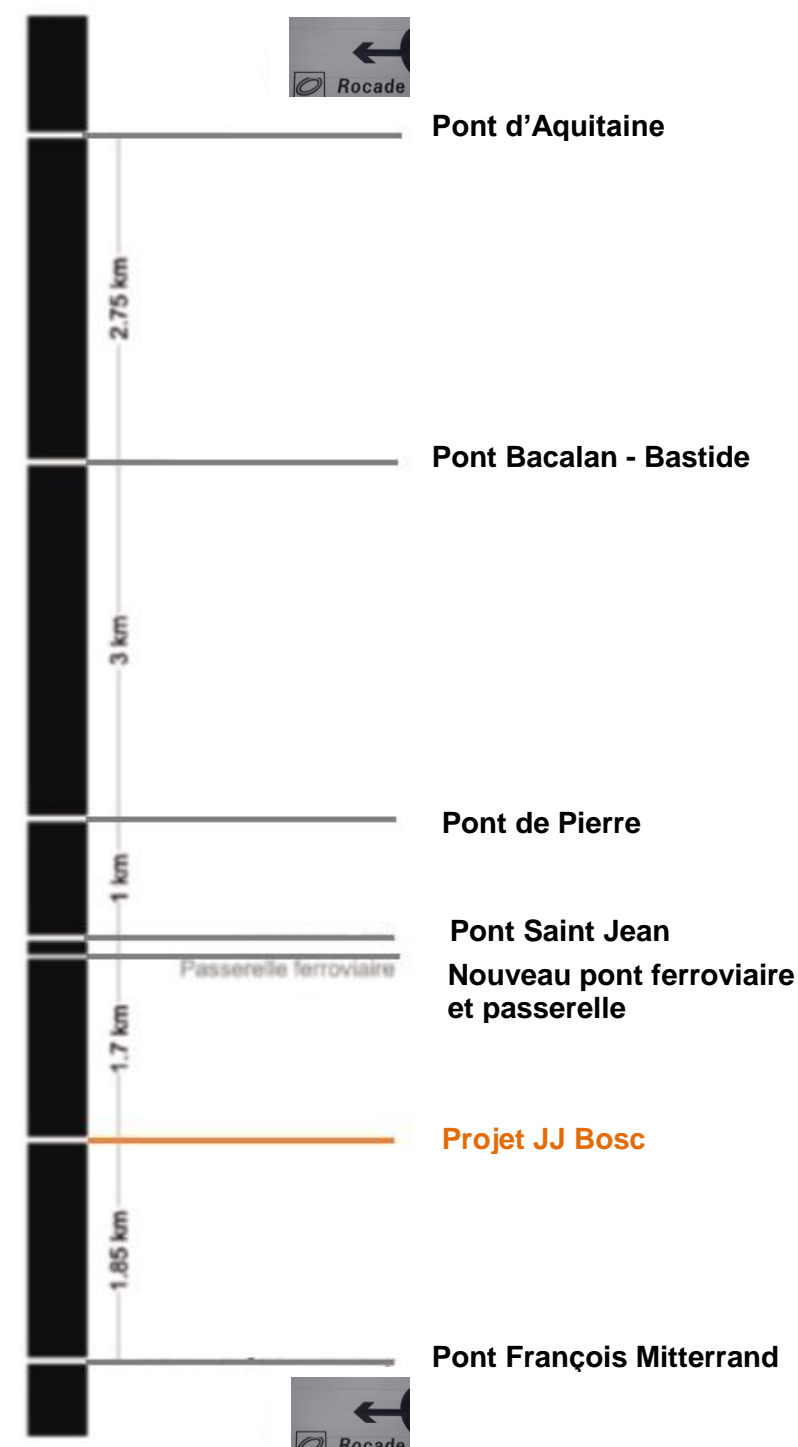 Rocade
Pont d'Aquitaine
2.75 km
Pont Bacalan - Bastide
3 km
Pont de Pierre
1 km
Pont Saint Jean
Passerelle ferroviaire
Nouveau pont ferroviaire
et passerelle
1.7 km
Projet JJ Bosc
1.85 km
Pont François Mitterrand
Rocade